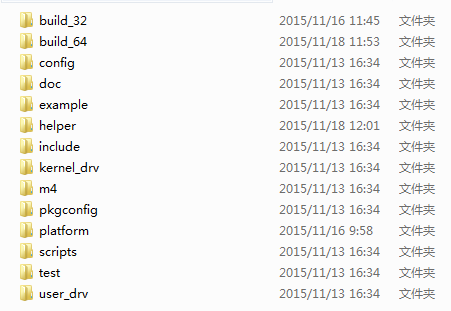 build_32 2015/11/16 11:45 文件夹
build_64 2015/11/18 11:53 文件夹
config 2015/11/13 16:34 文件夹
doc 2015/11/13 16:34 文件夹
example 2015/11/13 16:34 文件夹
helper 2015/11/18 12:01 文件夹
include 2015/11/13 16:34 文件夹
kernel_drv 2015/11/13 16:34 文件夹
m4 2015/11/13 16:34 文件夹
pkgconfig 2015/11/13 16:34 文件夹
platform 2015/11/16 9:58 文件夹
scripts 2015/11/13 16:34 文件夹
test 2015/11/13 16:34 文件夹
user_drv 2015/11/13 16:34 文件夹